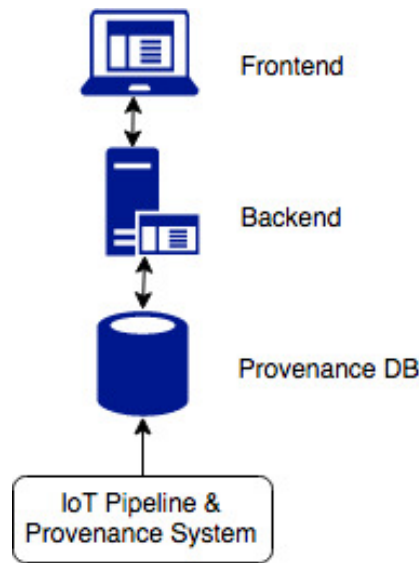 Frontend
Backend
Provenance DB
IoT Pipeline &
Provenance System